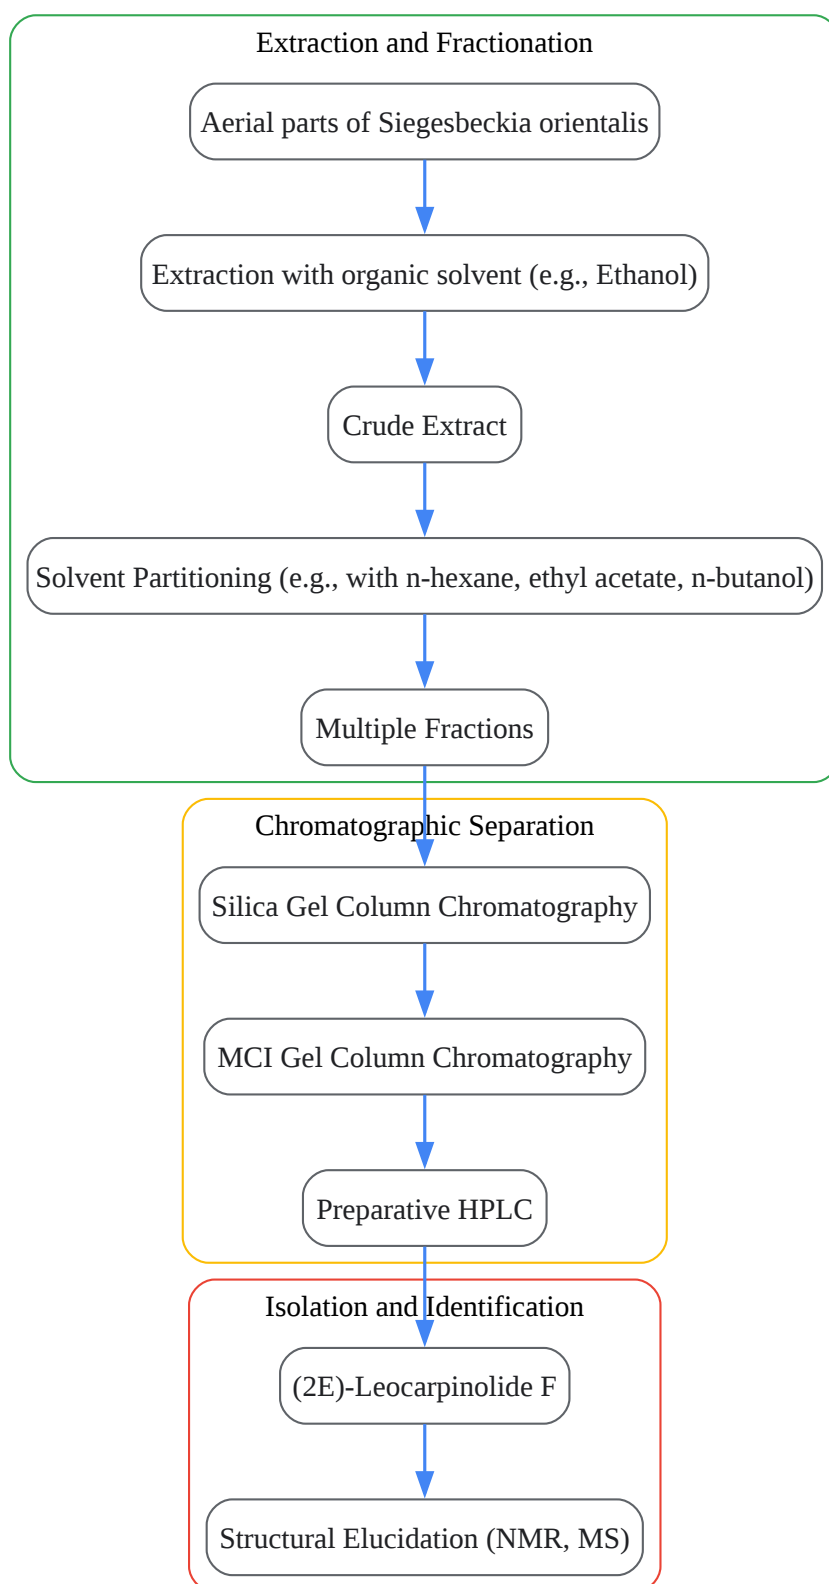 Extraction and Fractionation
Aerial parts of Siegesbeckia orientalis
Extraction with organic solvent (e.g., Ethanol)
Crude Extract
Solvent Partitioning (e.g., with n-hexane, ethyl acetate, n-butanol)
Multiple Fractions
Chromatographic Separation
Silica Gel Column Chromatography
MCI Gel Column Chromatography
Preparative HPLC
Isolation and Identification
(2E)-Leocarpinolide F
Structural Elucidation (NMR, MS)